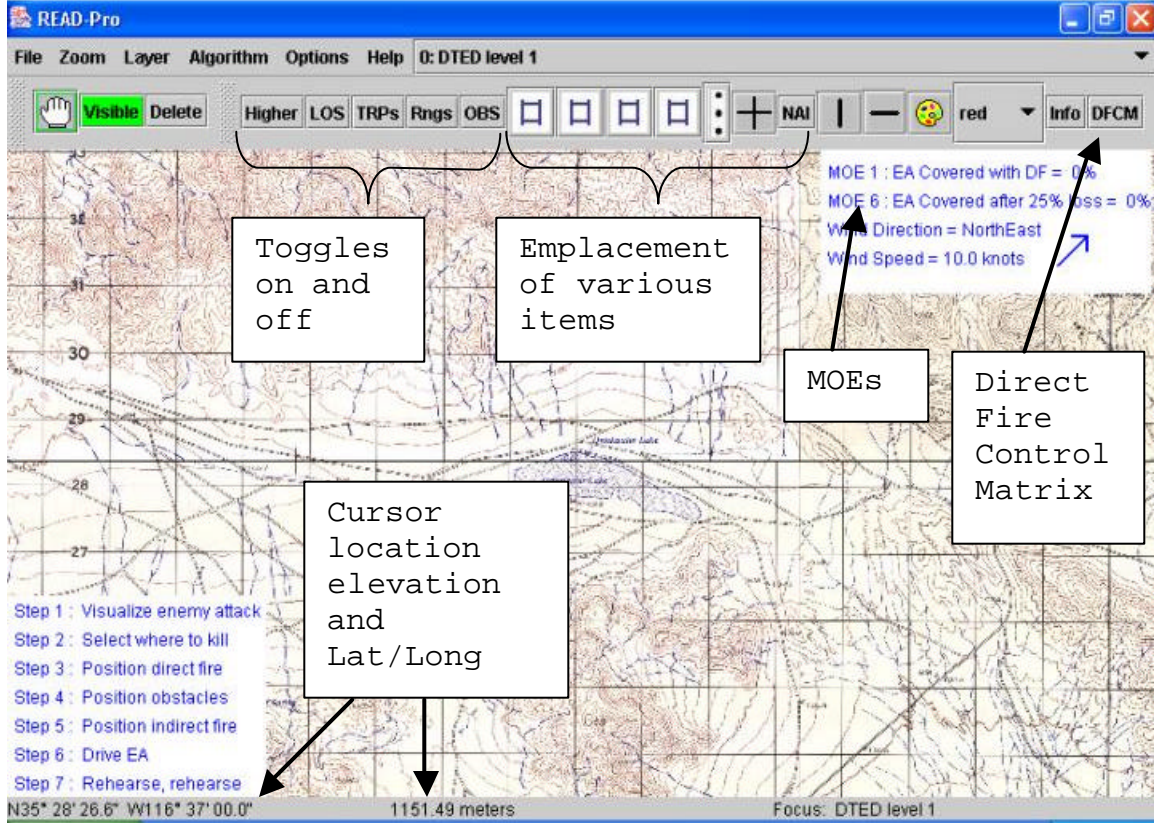 READ-Pro
File Zoom Layer Algorithm Options Help 0: DTED level 1
Visible Delete Higher LOS TRPs Rngs OBS NAI red Info DFCM
MOE 1 : EA Covered with DF = 0%
MOE 6 : EA Covered after 25% loss = 0%
Wind Direction = NorthEast
Wind Speed = 10.0 knots
Toggles
on and
off
Emplacement
of various
items
MOEs
Direct
Fire
Control
Matrix
33
32
31
30
29
28
27
Cursor
location
elevation
and
Lat/Long
Step 1 : Visualize enemy attack
Step 2 : Select where to kill
Step 3 : Position direct fire
Step 4 : Position obstacles
Step 5 : Position indirect fire
Step 6 : Drive EA
Step 7 : Rehearse, rehearse
N35° 28' 26.6" W116° 37' 00.0" 1151.49 meters Focus: DTED level 1